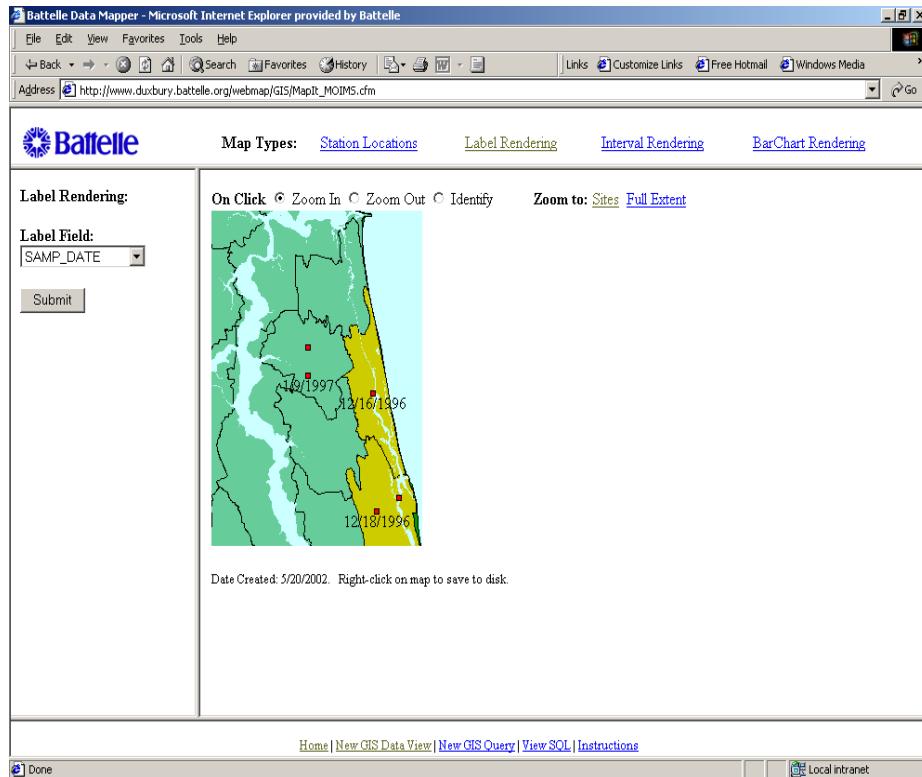 Battelle Data Mapper - Microsoft Internet Explorer provided by Battelle
File Edit View Favorites Tools Help
Back Search Favorites History Links Customize Links Free Hotmail Windows Media
Address http://www.duxbury.battelle.org/webmap/GIS/MapIt_MOIMS.cfm Go
Battelle Map Types: Station Locations Label Rendering Interval Rendering BarChart Rendering
Label Rendering:
Label Field:
SAMP_DATE
Submit
On Click Zoom In Zoom Out Identify Zoom to: Sites Full Extent
1/9/1997
12/16/1996
12/18/1996
Date Created: 5/20/2002. Right-click on map to save to disk.
Home | New GIS Data View | New GIS Query | View SQL | Instructions
Done Local intranet